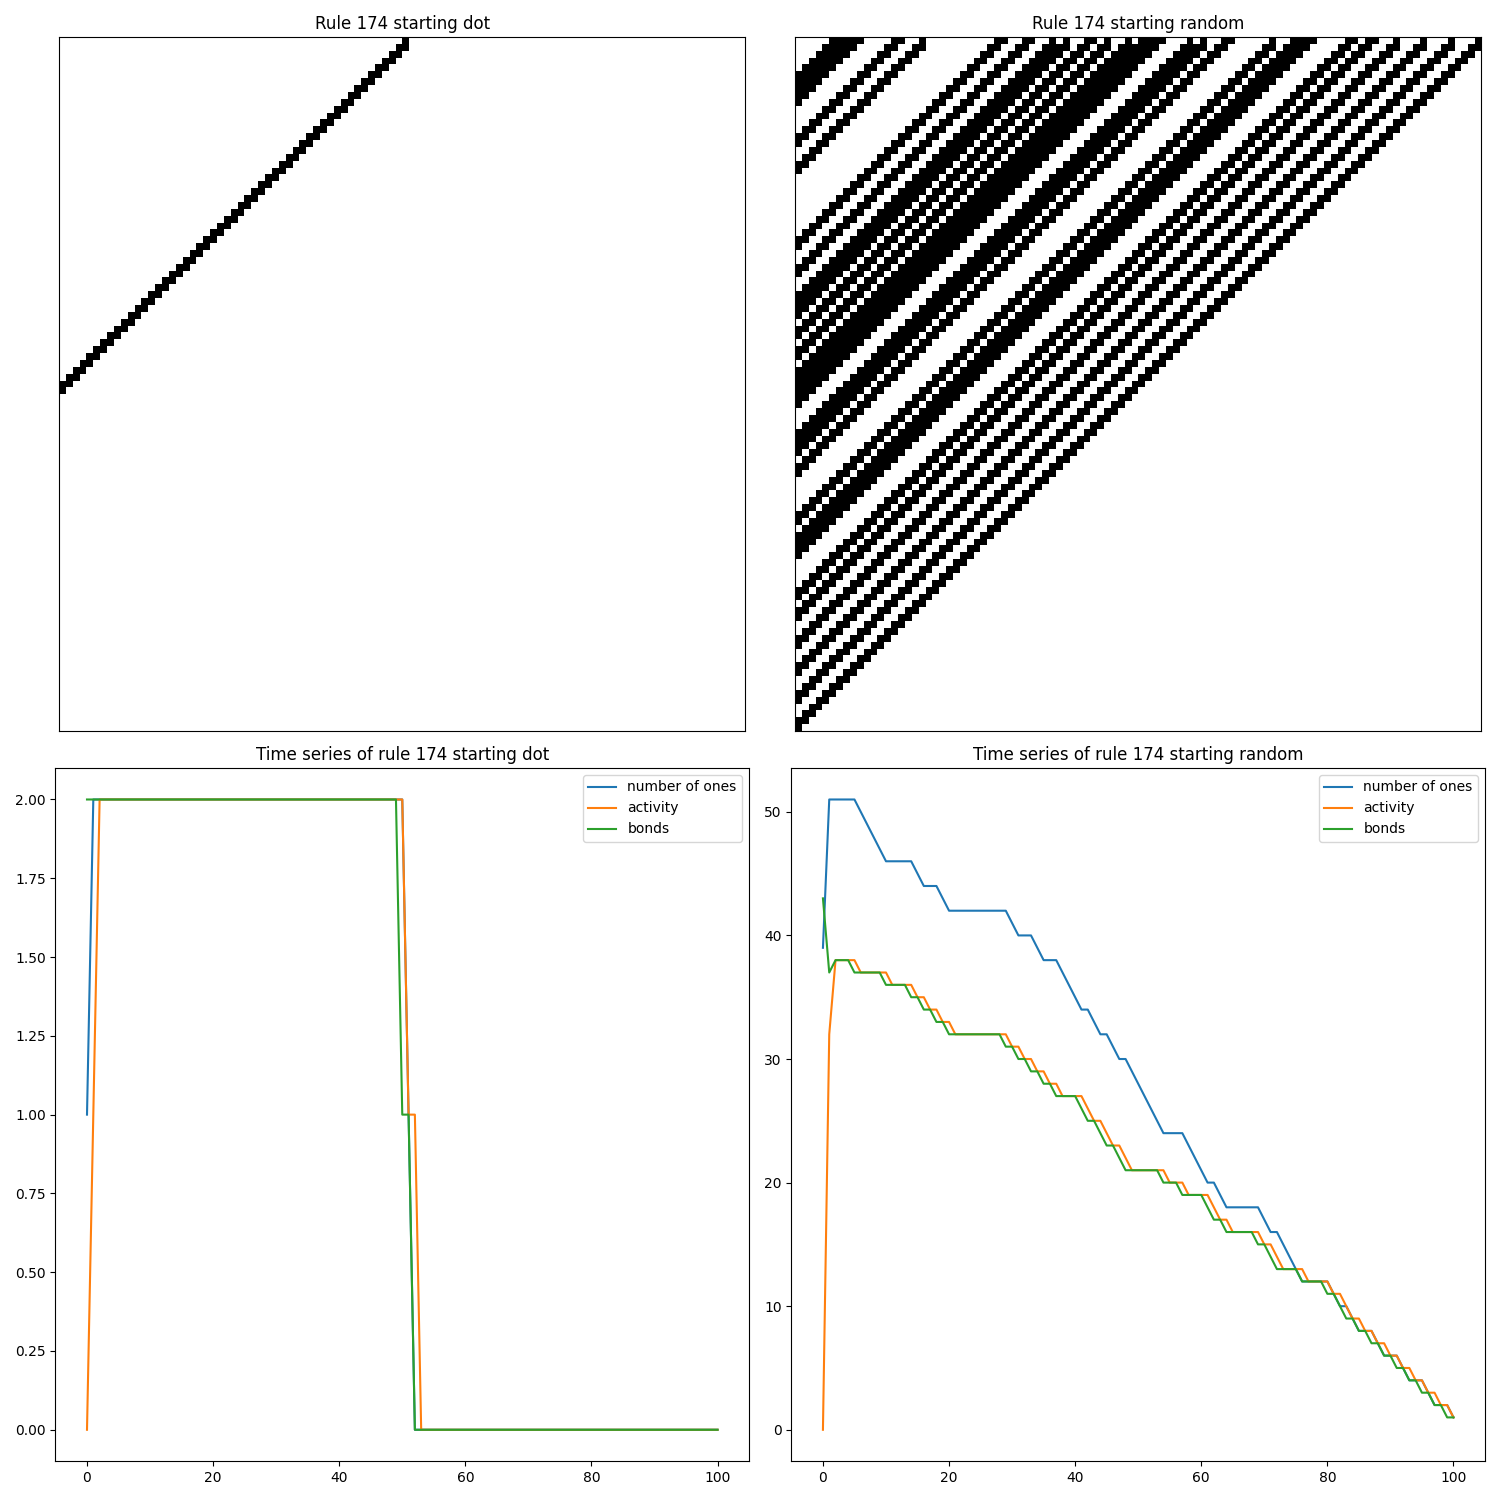 Rule 174 starting dot
Rule 174 starting random
Time series of rule 174 starting dot
2.00
1.75
1.50
1.25
1.00
0.75
0.50
0.25
0.00
0 20 40 60 80 100
number of ones
activity
bonds
Time series of rule 174 starting random
50
40
30
20
10
0
0 20 40 60 80 100
number of ones
activity
bonds